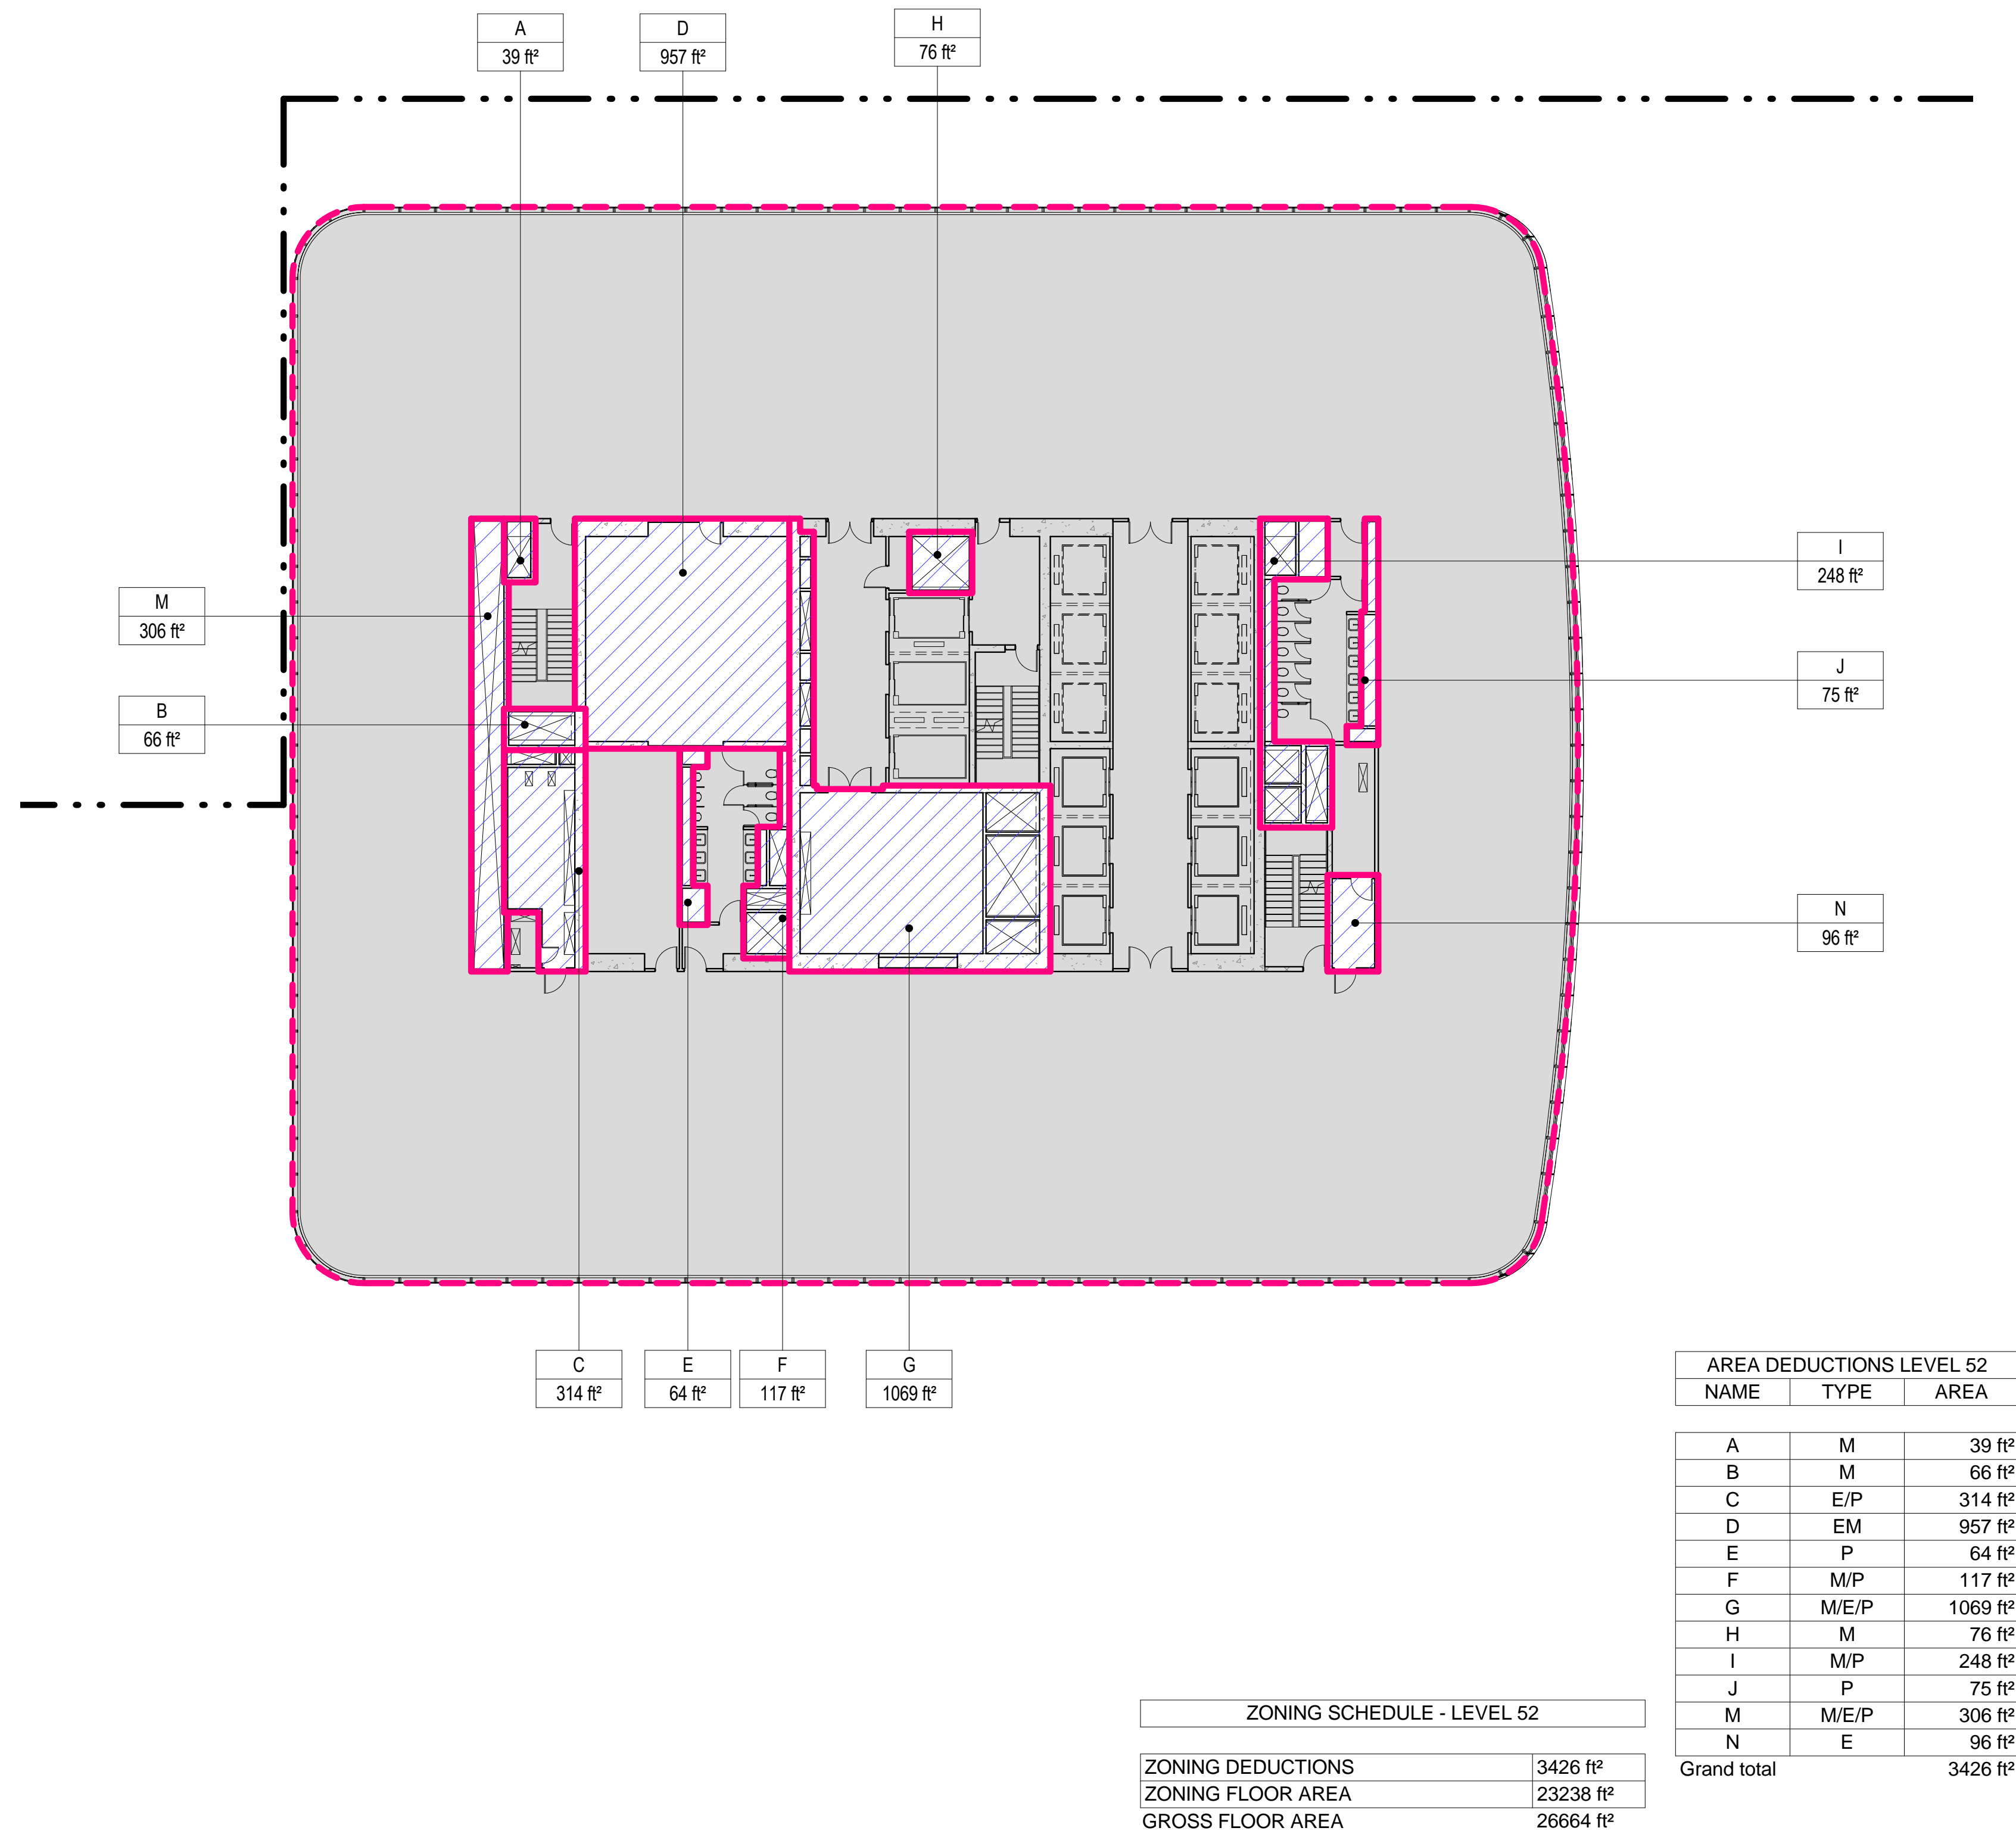 A
39 ft²
D
957 ft²
H
76 ft²
I
248 ft²
M
306 ft²
J
75 ft²
B
66 ft²
N
96 ft²
C
314 ft²
E
64 ft²
F
117 ft²
G
1069 ft²
AREA DEDUCTIONS LEVEL 52
NAME TYPE AREA
A M 39 ft²
B M 66 ft²
C E/P 314 ft²
D EM 957 ft²
E P 64 ft²
F M/P 117 ft²
G M/E/P 1069 ft²
H M 76 ft²
I M/P 248 ft²
J P 75 ft²
M M/E/P 306 ft²
N E 96 ft²
Grand total 3426 ft²
ZONING SCHEDULE - LEVEL 52
ZONING DEDUCTIONS 3426 ft²
ZONING FLOOR AREA 23238 ft²
GROSS FLOOR AREA 26664 ft²